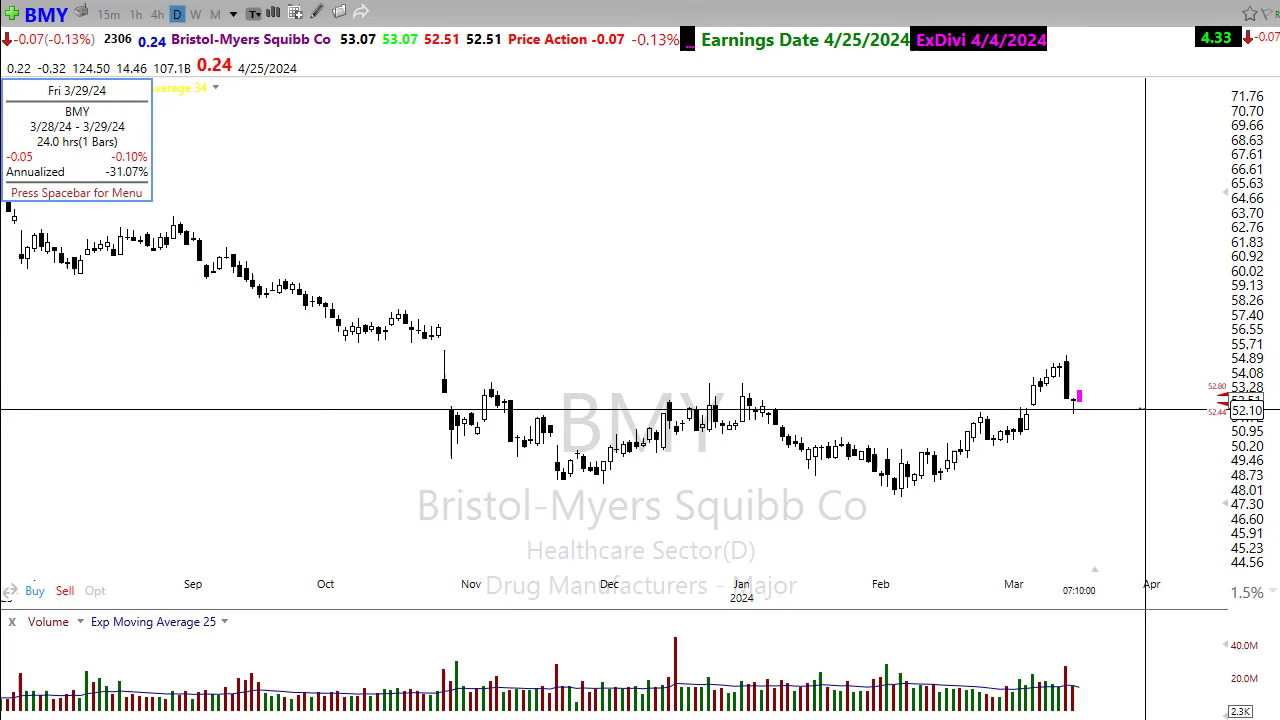 BMY 15m 1h 4h D W M T
-0.07(-0.13%) 2306 0.24 Bristol-Myers Squibb Co 53.07 53.07 52.51 52.51 Price Action -0.07 -0.13% ... Earnings Date 4/25/2024 ExDivi 4/4/2024 4.33 -0.07
0.22 -0.32 124.50 14.46 107.1B 0.24 4/25/2024
Fri 3/29/24
BMY
3/28/24 - 3/29/24
24.0 hrs(1 Bars)
-0.05 -0.10%
Annualized -31.07%
Press Spacebar for Menu
verage 34
71.76
70.70
69.66
68.63
67.61
66.61
65.63
64.66
63.70
62.76
61.83
60.92
60.02
59.13
58.26
57.40
56.55
55.71
54.89
54.08
53.28
52.80
52.44
52.10
50.95
50.20
49.46
48.73
48.01
47.30
46.60
45.91
45.23
44.56
BMY
Bristol-Myers Squibb Co
Healthcare Sector(D)
Drug Manufacturers - Major
Sep Oct Nov Dec Jan Feb Mar Apr
2024
07:10:00
Buy Sell Opt
1.5%
X Volume Exp Moving Average 25
40.0M
20.0M
2.3K